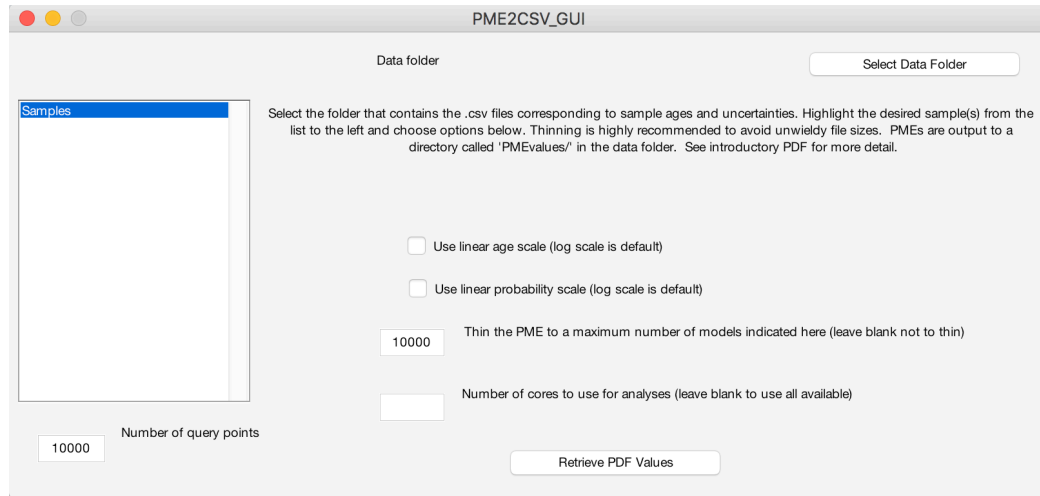 PME2CSV_GUI
Data folder
Select Data Folder
Samples
Select the folder that contains the .csv files corresponding to sample ages and uncertainties. Highlight the desired sample(s) from the
list to the left and choose options below. Thinning is highly recommended to avoid unwieldy file sizes.  PMEs are output to a
directory called 'PMEvalues/' in the data folder.  See introductory PDF for more detail.
Use linear age scale (log scale is default)
Use linear probability scale (log scale is default)
10000
Thin the PME to a maximum number of models indicated here (leave blank not to thin)
Number of cores to use for analyses (leave blank to use all available)
10000
Number of query points
Retrieve PDF Values